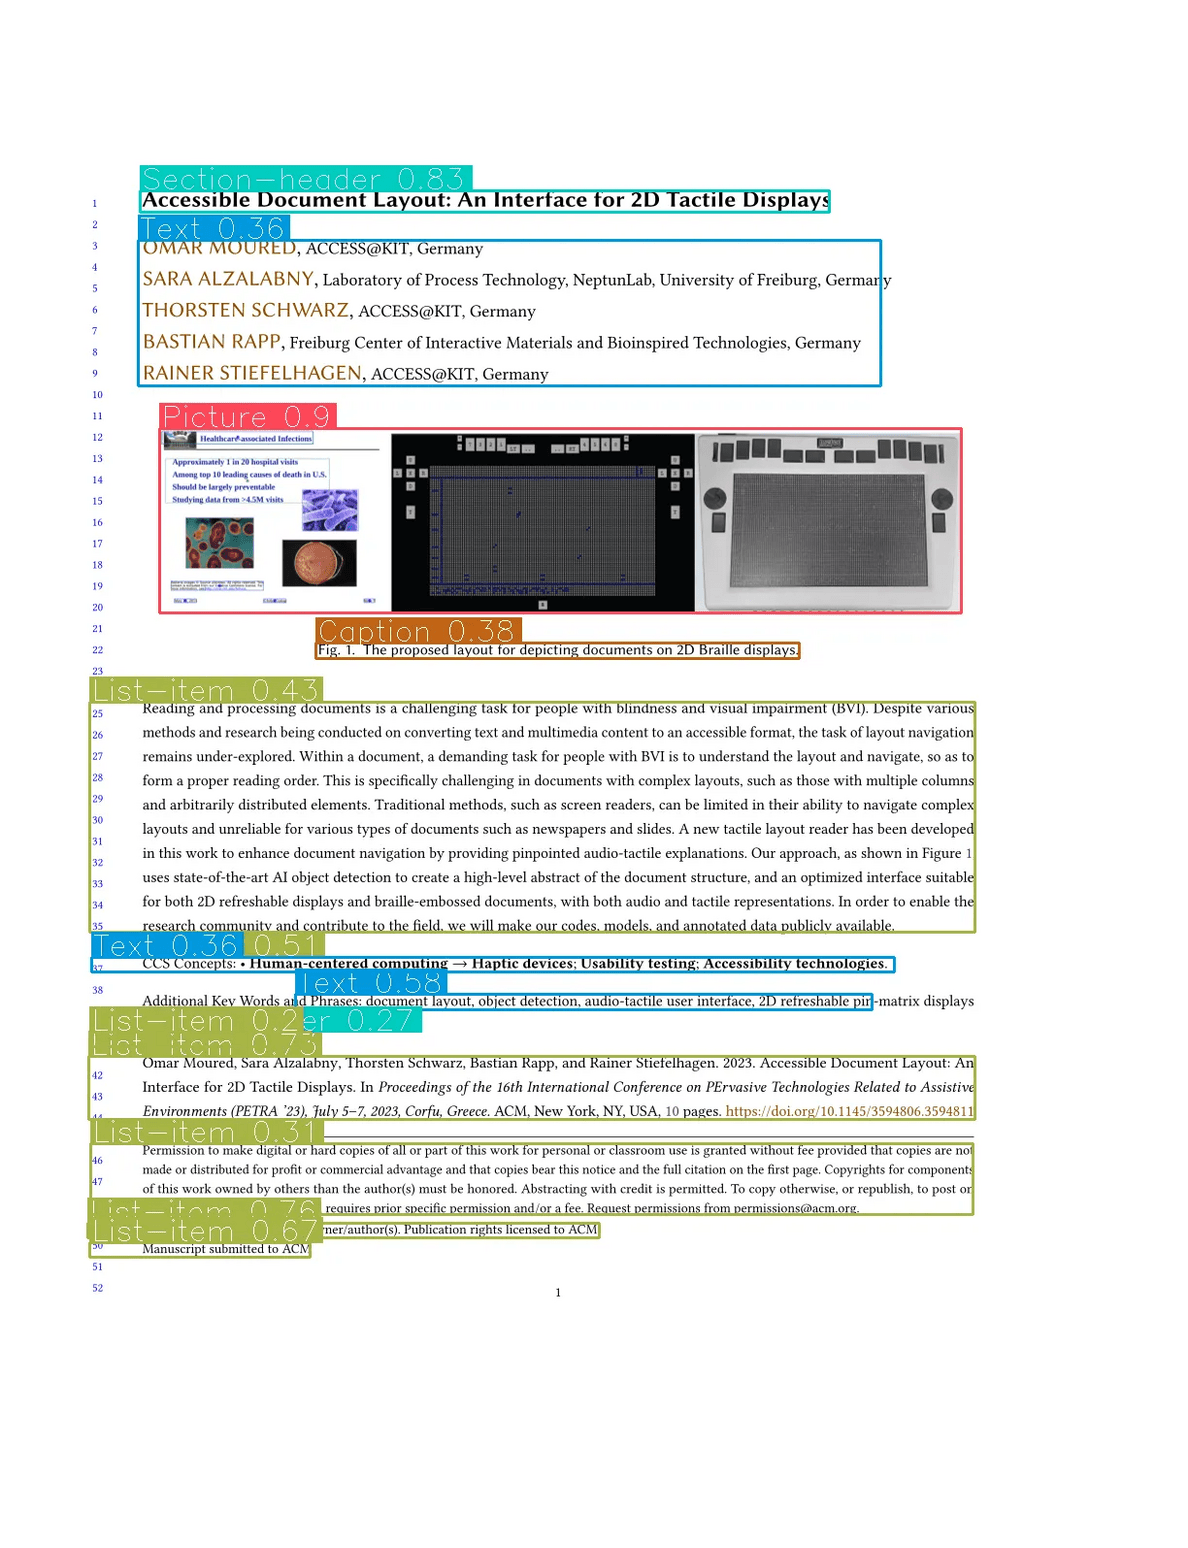 Section-header 0.83
1 Accessible Document Layout: An Interface for 2D Tactile Displays
2 Text 0.36
3 OMAR MOURED, ACCESS@KIT, Germany
4
SARA ALZALABNY, Laboratory of Process Technology, NeptunLab, University of Freiburg, Germany
5
6 THORSTEN SCHWARZ, ACCESS@KIT, Germany
7
BASTIAN RAPP, Freiburg Center of Interactive Materials and Bioinspired Technologies, Germany
8
9 RAINER STIEFELHAGEN, ACCESS@KIT, Germany
10
11 Picture 0.9
12 Healthcare-associated Infections
13 Approximately 1 in 20 hospital visits
14 Among top 10 leading causes of death in U.S.
Should be largely preventable
15 Studying data from >4.5M visits
16
17
18
19
20
21 Caption 0.38
22 Fig. 1. The proposed layout for depicting documents on 2D Braille displays.
23
List-item 0.43
25 Reading and processing documents is a challenging task for people with blindness and visual impairment (BVI). Despite various
26 methods and research being conducted on converting text and multimedia content to an accessible format, the task of layout navigation
27 remains under-explored. Within a document, a demanding task for people with BVI is to understand the layout and navigate, so as to
28 form a proper reading order. This is specifically challenging in documents with complex layouts, such as those with multiple columns
29 and arbitrarily distributed elements. Traditional methods, such as screen readers, can be limited in their ability to navigate complex
30 layouts and unreliable for various types of documents such as newspapers and slides. A new tactile layout reader has been developed
31 in this work to enhance document navigation by providing pinpointed audio-tactile explanations. Our approach, as shown in Figure 1
32 uses state-of-the-art AI object detection to create a high-level abstract of the document structure, and an optimized interface suitable
33
34 for both 2D refreshable displays and braille-embossed documents, with both audio and tactile representations. In order to enable the
35 research community and contribute to the field, we will make our codes, models, and annotated data publicly available.
Text 0.36 0.51
37 CCS Concepts: • Human-centered computing → Haptic devices; Usability testing; Accessibility technologies.
38 Text 0.58
Additional Key Words and Phrases: document layout, object detection, audio-tactile user interface, 2D refreshable pin-matrix displays
List-item 0.2 er 0.27
List-item 0.73
Omar Moured, Sara Alzalabny, Thorsten Schwarz, Bastian Rapp, and Rainer Stiefelhagen. 2023. Accessible Document Layout: An
42 Interface for 2D Tactile Displays. In Proceedings of the 16th International Conference on PErvasive Technologies Related to Assistive
43
44 Environments (PETRA ’23), July 5–7, 2023, Corfu, Greece. ACM, New York, NY, USA, 10 pages. https://doi.org/10.1145/3594806.3594811
List-item 0.31
Permission to make digital or hard copies of all or part of this work for personal or classroom use is granted without fee provided that copies are not
46 made or distributed for profit or commercial advantage and that copies bear this notice and the full citation on the first page. Copyrights for components
47 of this work owned by others than the author(s) must be honored. Abstracting with credit is permitted. To copy otherwise, or republish, to post on
List-item 0.76 requires prior specific permission and/or a fee. Request permissions from permissions@acm.org.
List-item 0.67 ner/author(s). Publication rights licensed to ACM
50 Manuscript submitted to ACM
51
52
1